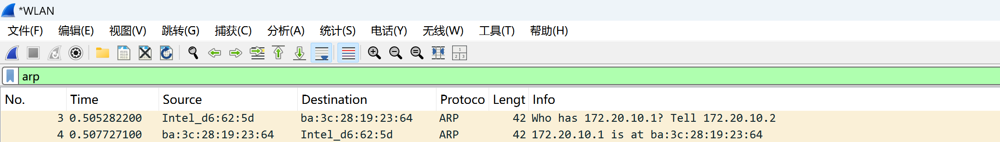 *WLAN
文件(F) 编辑(E) 视图(V) 跳转(G) 捕获(C) 分析(A) 统计(S) 电话(Y) 无线(W) 工具(T) 帮助(H)
arp
No. Time Source Destination Protoco Lengt Info
3 0.505282200 Intel_d6:62:5d ba:3c:28:19:23:64 ARP 42 Who has 172.20.10.1? Tell 172.20.10.2
4 0.507727100 ba:3c:28:19:23:64 Intel_d6:62:5d ARP 42 172.20.10.1 is at ba:3c:28:19:23:64